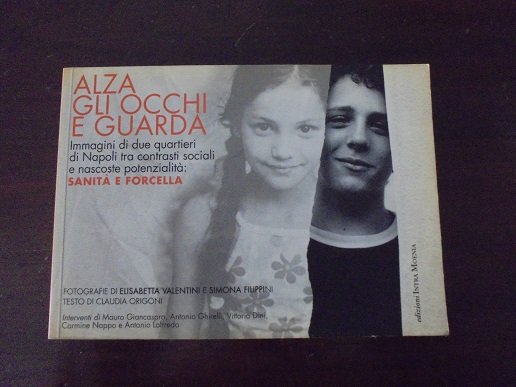 ALZA
GLI OCCHI
E GUARDA
Immagini di due quartieri
di Napoli tra contrasti sociali
e nascoste potenzialità:
SANITÀ E FORCELLA
FOTOGRAFIE DI ELISABETTA VALENTINI E SIMONA FILIPPINI
TESTO DI CLAUDIA ORIGONI
Interventi di Mauro Giancaspro, Antonio Ghirelli, Vittorio Dini,
Carmine Nappo e Antonio Loffredo
edizioni INTRA MOENIA